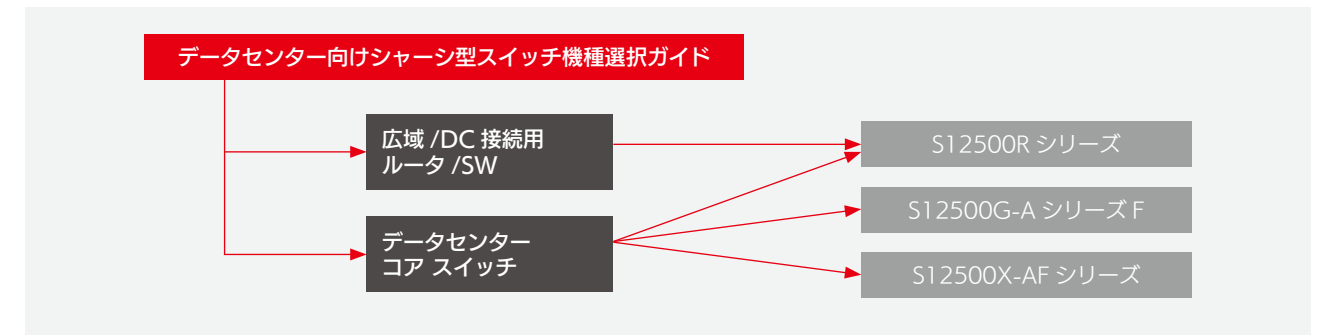 データセンター向けシャーシ型スイッチ機種選択ガイド
広域 /DC 接続用
ルータ /SW
S12500R シリーズ
S12500G-A シリーズ F
データセンター
コア スイッチ
S12500X-AF シリーズ